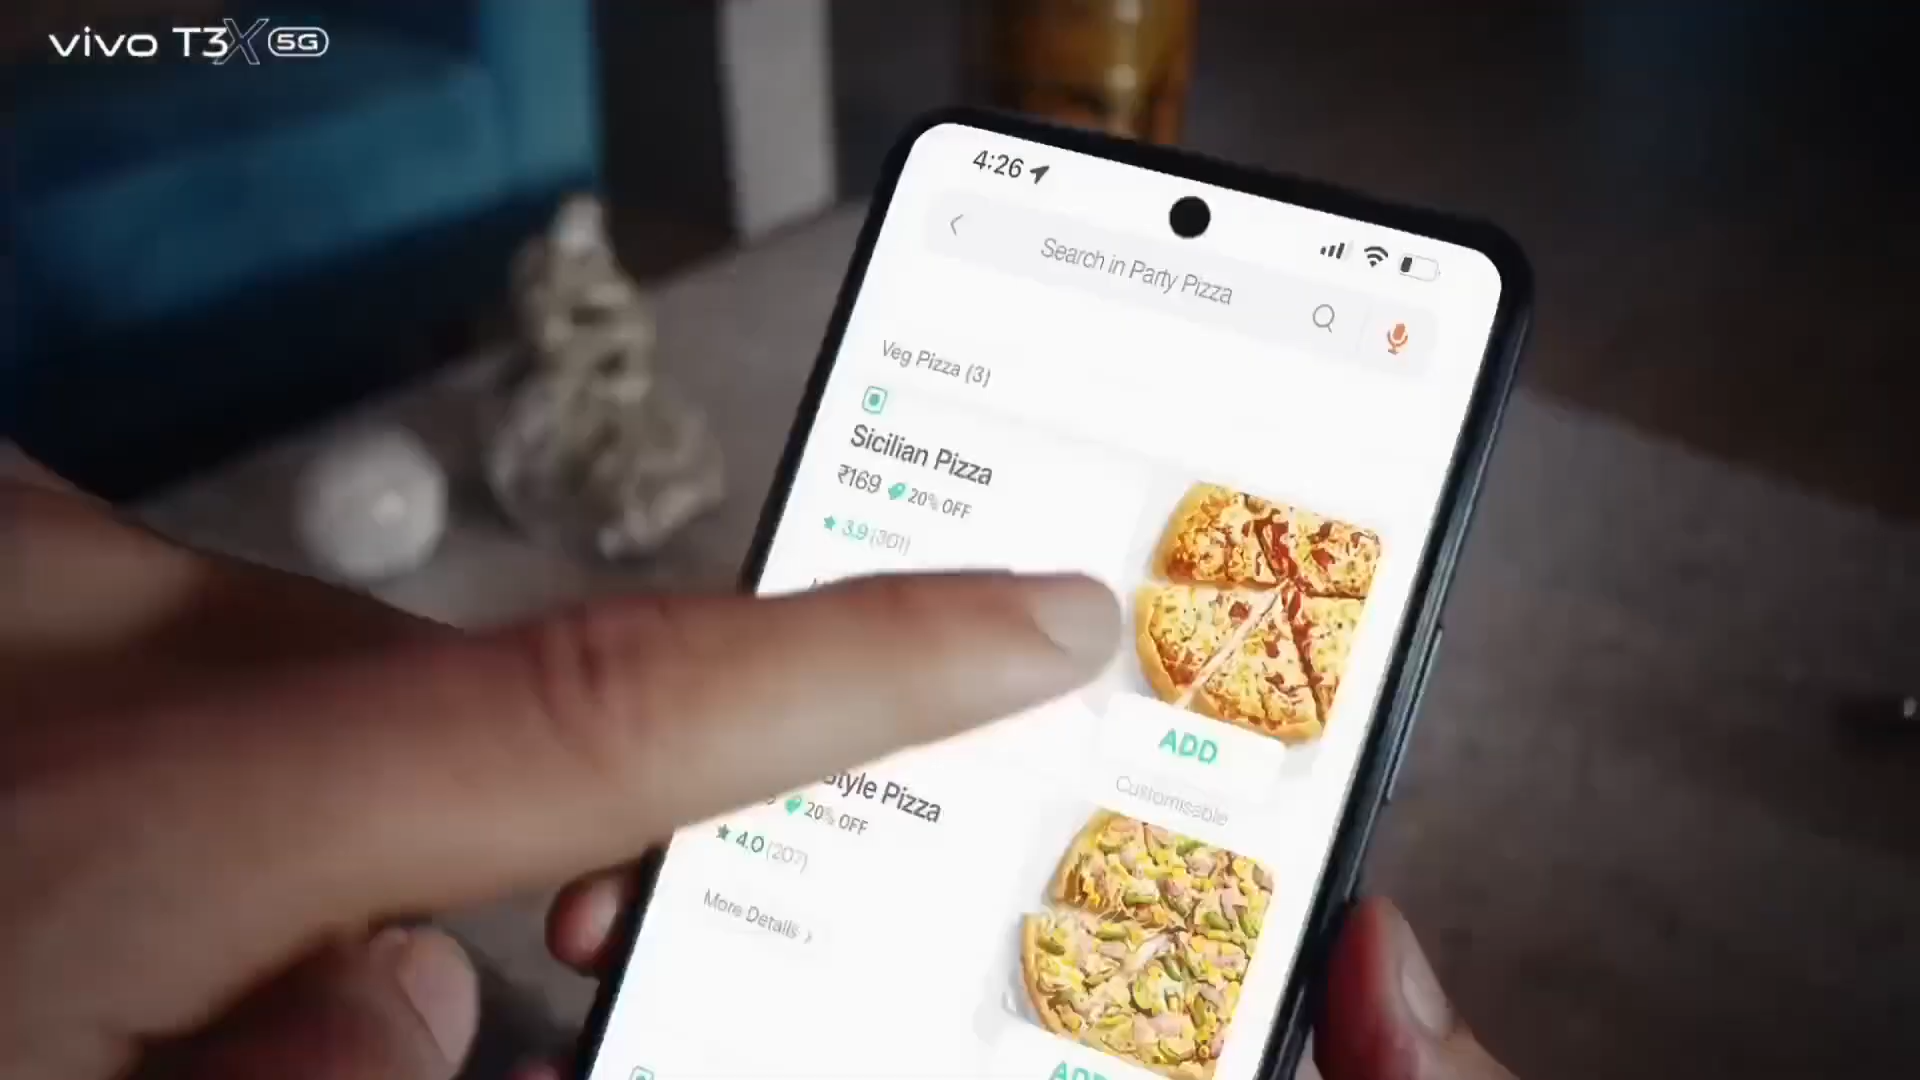 vivo T3X 5G
4:26
Search in Party Pizza
Veg Pizza (3)
Sicilian Pizza
₹169 20% OFF
3.9 (301)
ADD
Customisable
Style Pizza
20% OFF
4.0 (207)
More Details >
ADD